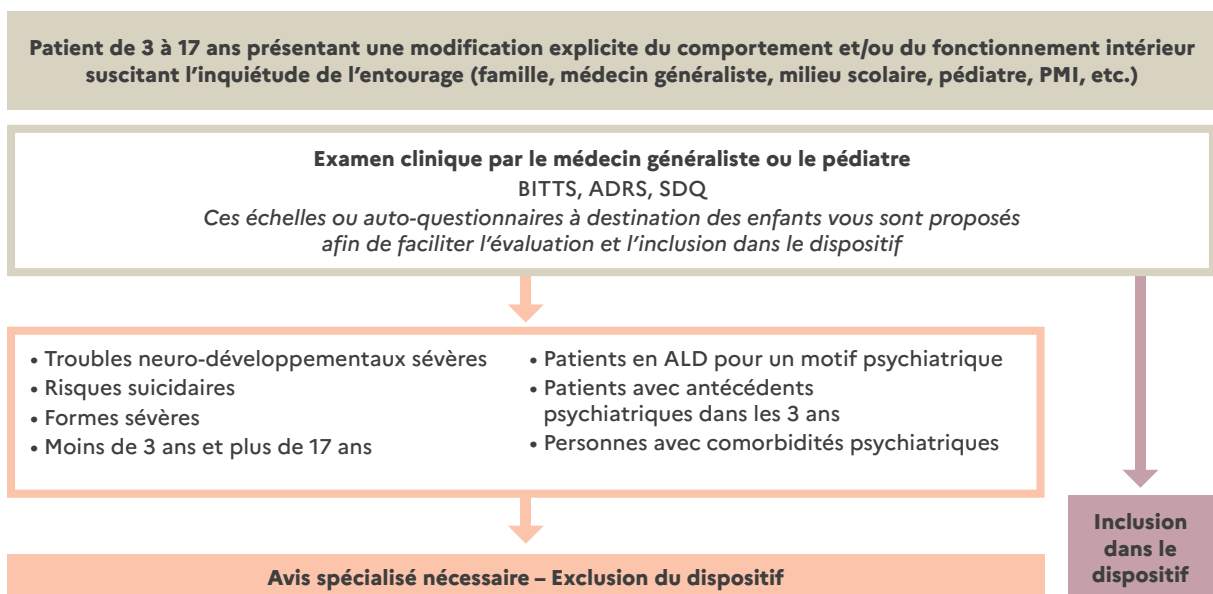 Patient de 3 à 17 ans présentant une modification explicite du comportement et/ou du fonctionnement intérieur
suscitant l'inquiétude de l'entourage (famille, médecin généraliste, milieu scolaire, pédiatre, PMI, etc.)
Examen clinique par le médecin généraliste ou le pédiatre
BITTS, ADRS, SDQ
Ces échelles ou auto-questionnaires à destination des enfants vous sont proposés
afin de faciliter l'évaluation et l'inclusion dans le dispositif
• Troubles neuro-développementaux sévères
• Risques suicidaires
• Formes sévères
• Moins de 3 ans et plus de 17 ans
• Patients en ALD pour un motif psychiatrique
• Patients avec antécédents
psychiatriques dans les 3 ans
• Personnes avec comorbidités psychiatriques
Avis spécialisé nécessaire – Exclusion du dispositif
Inclusion
dans le
dispositif